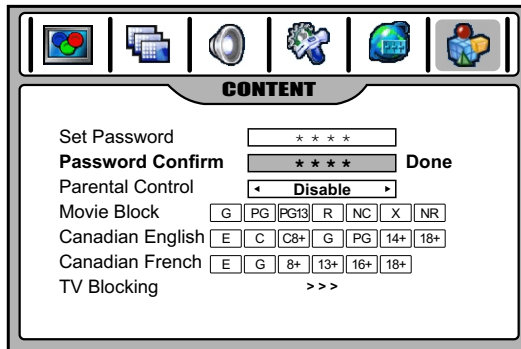 CONTENT
Set Password * * * *
Password Confirm * * * * Done
Parental Control ◂ Disable ▸
Movie Block G PG PG13 R NC X NR
Canadian English E C C8+ G PG 14+ 18+
Canadian French E G 8+ 13+ 16+ 18+
TV Blocking >>>